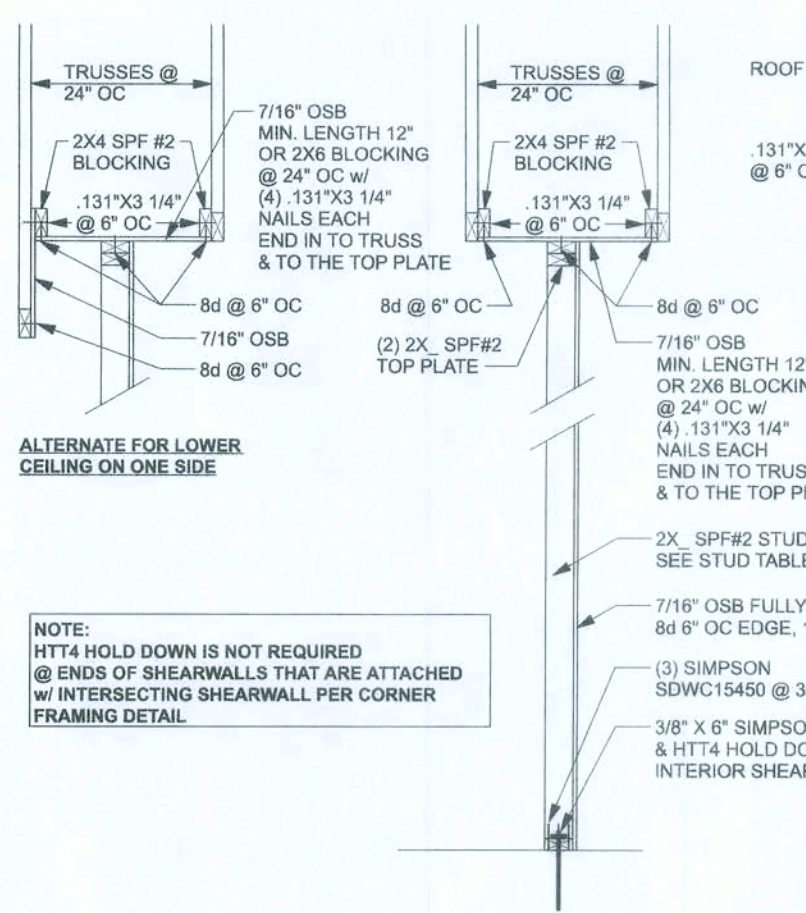 TRUSSES @
24" OC
2X4 SPF #2
BLOCKING
.131"X3 1/4"
@ 6" OC
7/16" OSB
MIN. LENGTH 12"
OR 2X6 BLOCKING
@ 24" OC w/
(4) .131"X3 1/4"
NAILS EACH
END IN TO TRUSS
& TO THE TOP PLATE
8d @ 6" OC
7/16" OSB
8d @ 6" OC
ALTERNATE FOR LOWER
CEILING ON ONE SIDE
NOTE:
HTT4 HOLD DOWN IS NOT REQUIRED
@ ENDS OF SHEARWALLS THAT ARE ATTACHED
w/ INTERSECTING SHEARWALL PER CORNER
FRAMING DETAIL
TRUSSES @
24" OC
2X4 SPF #2
BLOCKING
.131"X3 1/4"
@ 6" OC
8d @ 6" OC
(2) 2X_ SPF#2
TOP PLATE
ROOF
.131"X
@ 6" O
8d @ 6" OC
7/16" OSB
MIN. LENGTH 12"
OR 2X6 BLOCKIN
@ 24" OC w/
(4) .131"X3 1/4"
NAILS EACH
END IN TO TRUS
& TO THE TOP PL
2X_ SPF#2 STUD
SEE STUD TABLE
7/16" OSB FULLY
8d 6" OC EDGE,
(3) SIMPSON
SDWC15450 @ 3
3/8" X 6" SIMPSO
& HTT4 HOLD DO
INTERIOR SHEAR